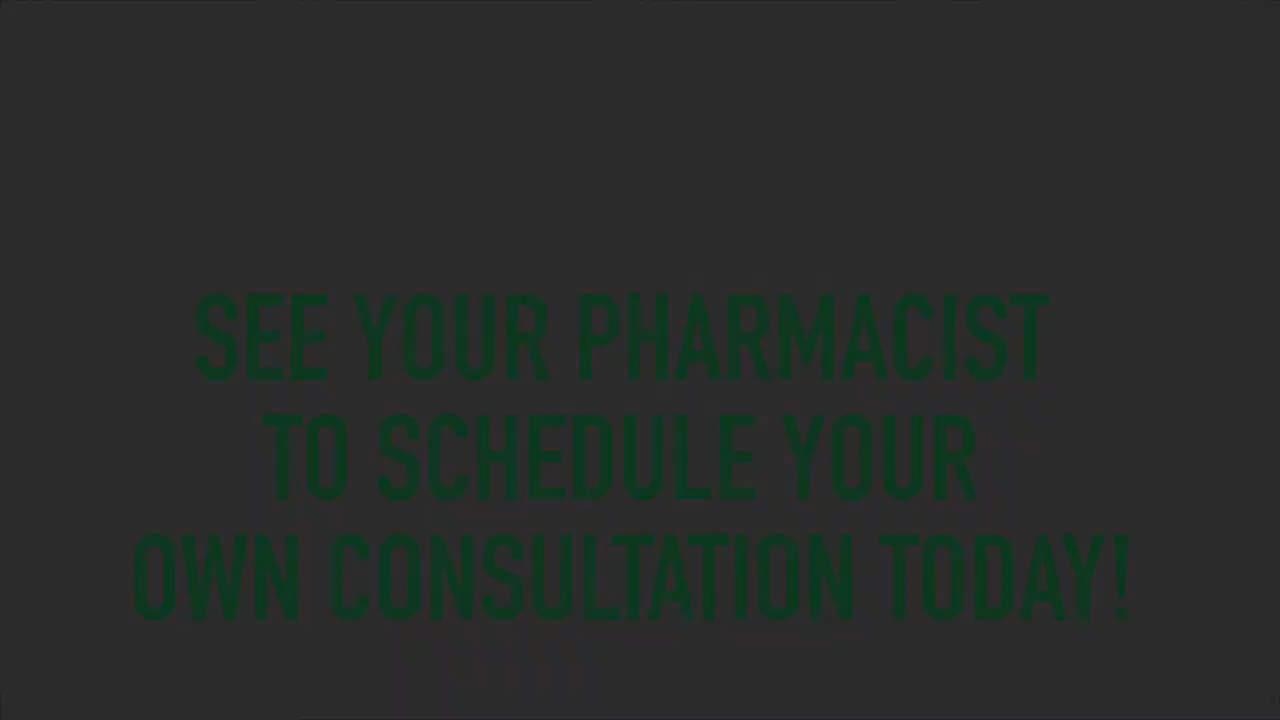 SEE YOUR PHARMACIST
TO SCHEDULE YOUR
OWN CONSULTATION TODAY!